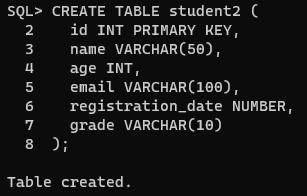 SQL> CREATE TABLE student2 (
  2    id INT PRIMARY KEY,
  3    name VARCHAR(50),
  4    age INT,
  5    email VARCHAR(100),
  6    registration_date NUMBER,
  7    grade VARCHAR(10)
  8  );
Table created.